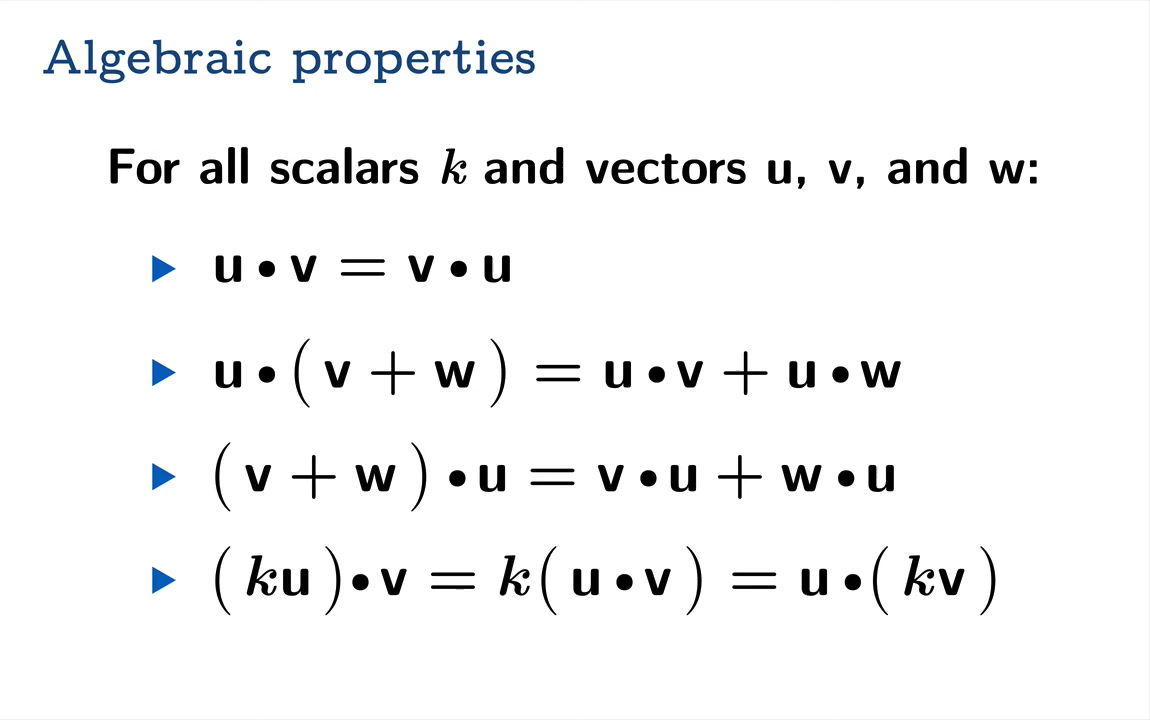 Algebraic properties
For all scalars k and vectors u, v, and w:
▶ u • v = v • u
▶ u • ( v + w ) = u • v + u • w
▶ ( v + w ) • u = v • u + w • u
▶ ( ku ) • v = k ( u • v ) = u • ( kv )